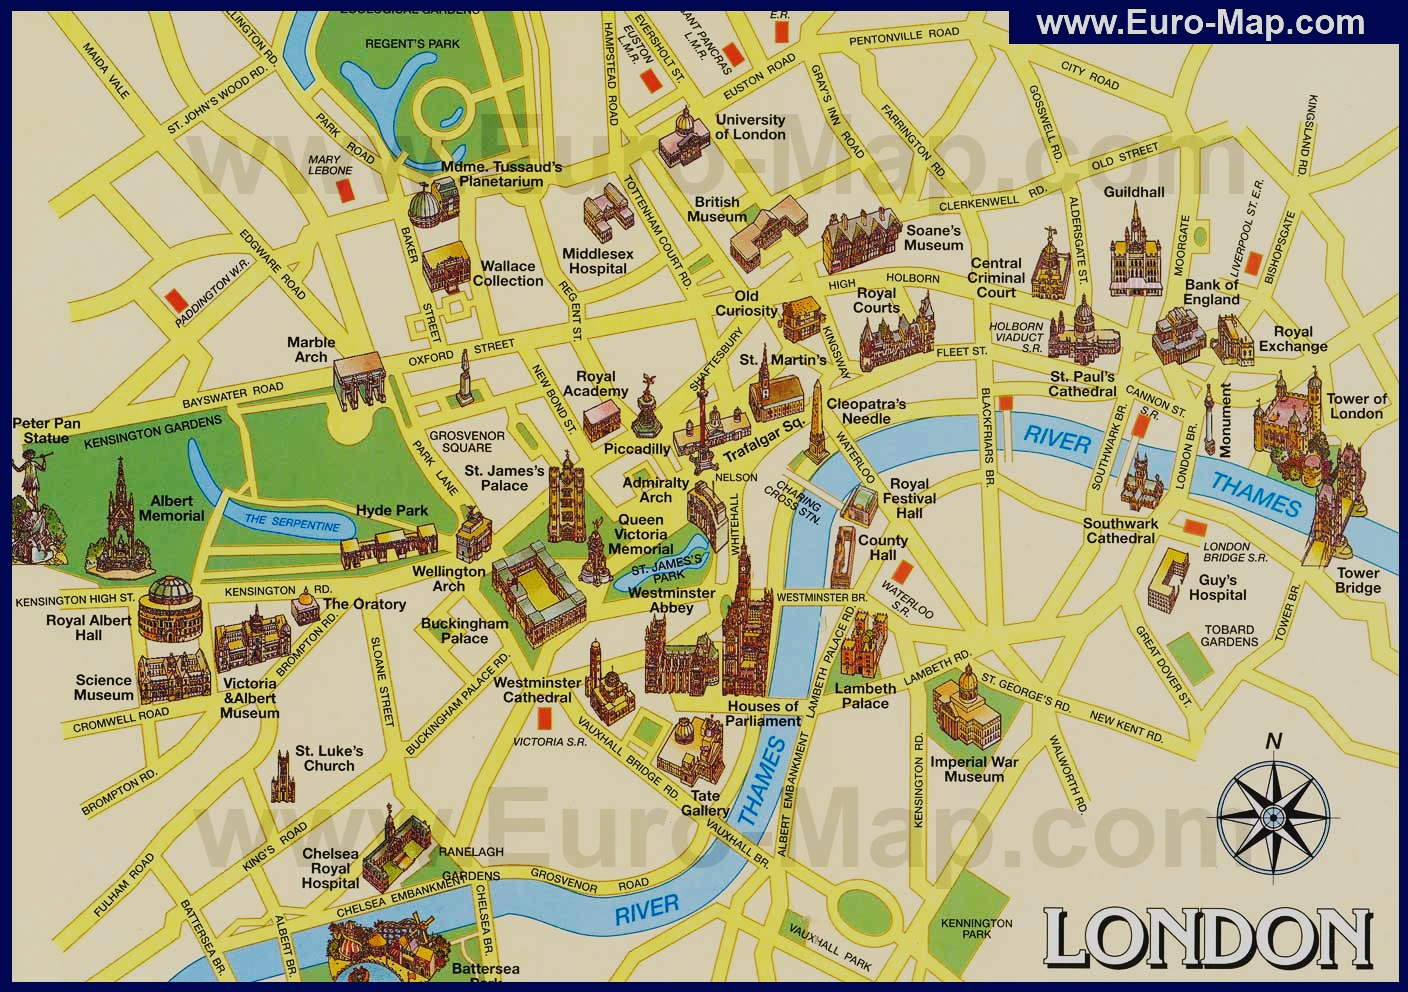 www.Euro-Map.com
ZOOLOGICAL GARDENS
REGENT'S PARK
MAIDA VALE
ST. JOHN'S WOOD RD.
PARK ROAD
HAMPSTEAD ROAD
EVERSHOLT ST.
EUSTON
L.M.R.
PANCRAS
L.M.R.
E.R.
EUSTON ROAD
PENTONVILLE ROAD
CITY ROAD
GRAY'S INN ROAD
FARRINGTON RD.
GOSSWELL RD.
OLD STREET
KINGSLAND RD.
www.Euro-Map.com
University
of London
MARY
LEBONE
Mdme. Tussaud's
Planetarium
TOTTENHAM COURT RD.
British
Museum
CLERKENWELL RD.
ALDERSGATE ST.
Guildhall
MOORGATE
LIVERPOOL ST. E.R.
BISHOPSGATE
EDGWARE ROAD
PADDINGTON W.R.
BAKER
STREET
Wallace
Collection
Middlesex
Hospital
Soane's
Museum
Central
Criminal
Court
HIGH HOLBORN
REGENT ST.
Old
Curiosity
Royal
Courts
Bank of
England
HOLBORN
VIADUCT
S.R.
Royal
Exchange
Marble
Arch
OXFORD STREET
SHAFTESBURY
St. Martin's
KINGSWAY
FLEET ST.
St. Paul's
Cathedral
CANNON ST.
S.R.
BAYSWATER ROAD
NEW BOND ST.
Royal
Academy
Cleopatra's
Needle
Monument
Tower of
London
Peter Pan
Statue
KENSINGTON GARDENS
GROSVENOR
SQUARE
PARK LANE
Piccadilly
Trafalgar Sq.
WATERLOO
BLACKFRIARS BR.
RIVER
SOUTHWARK BR.
LONDON BR.
THAMES
St. James's
Palace
Admiralty
Arch
NELSON
CHARING
CROSS STN.
Royal
Festival
Hall
Albert
Memorial
THE SERPENTINE
Hyde Park
Queen
Victoria
Memorial
WHITEHALL
County
Hall
Southwark
Cathedral
LONDON
BRIDGE S.R.
Wellington
Arch
ST. JAMES'S
PARK
Westminster
Abbey
WESTMINSTER BR.
WATERLOO
S.R.
Guy's
Hospital
Tower
Bridge
TOWER BR.
KENSINGTON HIGH ST.
KENSINGTON RD.
The Oratory
Royal Albert
Hall
BROMPTON RD.
Buckingham
Palace
LAMBETH PALACE RD.
GREAT DOVER ST.
TOBARD
GARDENS
Science
Museum
Victoria
&Albert
Museum
SLOANE STREET
BUCKINGHAM PALACE RD.
Westminster
Cathedral
Lambeth
Palace
LAMBETH RD.
ST. GEORGE'S RD.
NEW KENT RD.
CROMWELL ROAD
Houses of
Parliament
VICTORIA S.R.
VAUXHALL BRIDGE RD.
WALWORTH RD.
St. Luke's
Church
BROMPTON RD.
THAMES
ALBERT EMBANKMENT
KENSINGTON RD.
Imperial War
Museum
N
Tate
Gallery
VAUXHALL BR.
www.Euro-Map.com
KING'S ROAD
Chelsea
Royal
Hospital
RANELAGH
GARDENS
FULHAM ROAD
CHELSEA EMBANKMENT
GROSVENOR ROAD
RIVER
BATTERSEA BR.
ALBERT BR.
CHELSEA BR.
VAUXHALL PARK
KENNINGTON
PARK
Battersea
LONDON